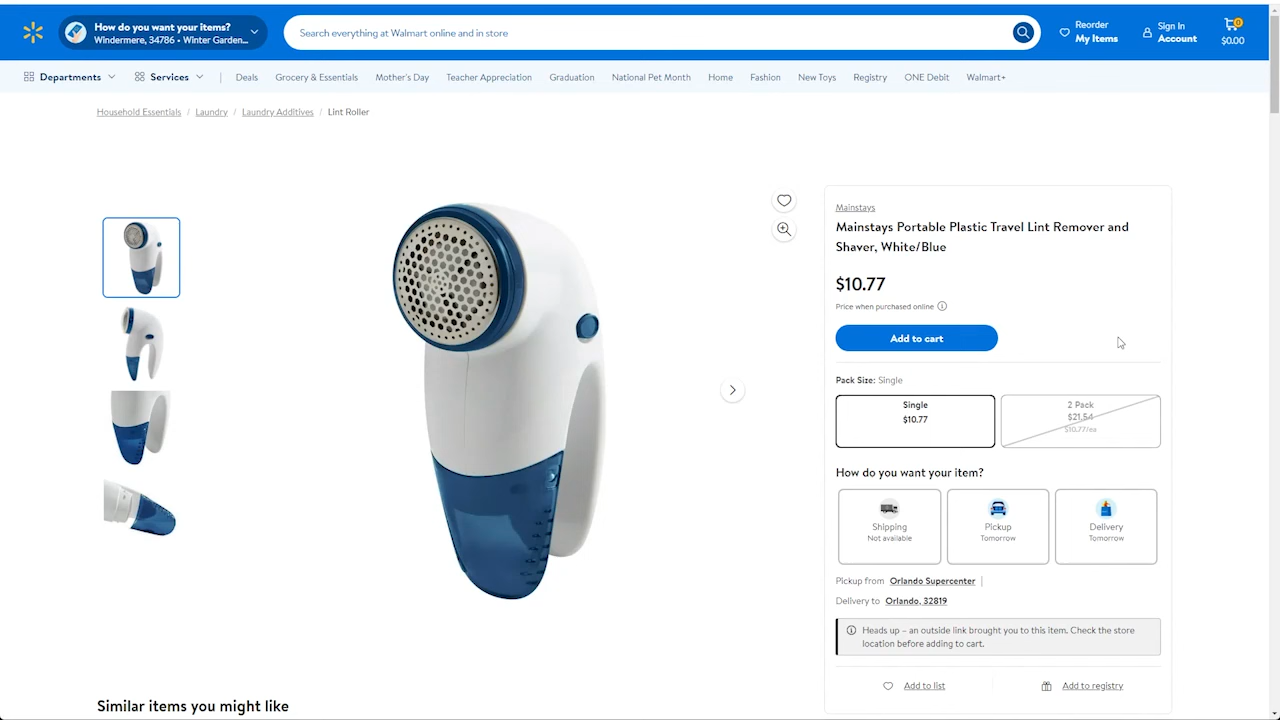 How do you want your items?
Windermere, 34786 • Winter Garden...
Search everything at Walmart online and in store
Reorder
My Items
Sign In
Account
0
$0.00
Departments
Services
Deals
Grocery & Essentials
Mother's Day
Teacher Appreciation
Graduation
National Pet Month
Home
Fashion
New Toys
Registry
ONE Debit
Walmart+
Household Essentials / Laundry / Laundry Additives / Lint Roller
Mainstays
Mainstays Portable Plastic Travel Lint Remover and
Shaver, White/Blue
$10.77
Price when purchased online
Add to cart
Pack Size: Single
Single
$10.77
2 Pack
$21.54
$10.77/ea
How do you want your item?
Shipping
Not available
Pickup
Tomorrow
Delivery
Tomorrow
Pickup from Orlando Supercenter |
Delivery to Orlando, 32819
Heads up – an outside link brought you to this item. Check the store
location before adding to cart.
Add to list
Add to registry
Similar items you might like